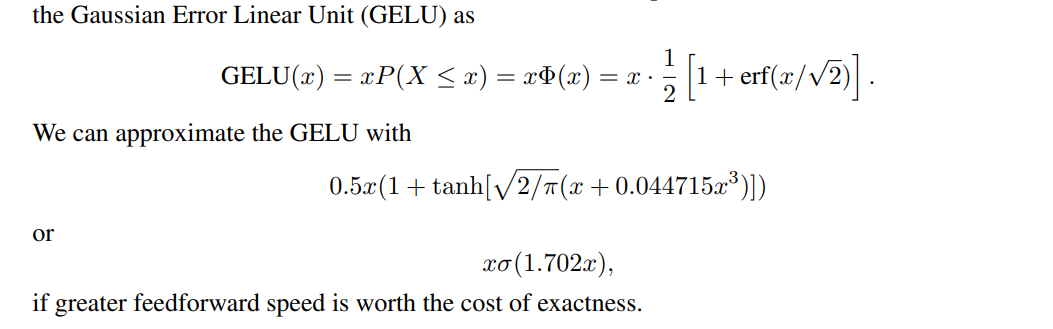 the Gaussian Error Linear Unit (GELU) as
GELU(x) = xP(X ≤ x) = xΦ(x) = x · 1/2 [1 + erf(x/√2)].
We can approximate the GELU with
0.5x(1 + tanh[√2/π(x + 0.044715x³)])
or
xσ(1.702x),
if greater feedforward speed is worth the cost of exactness.